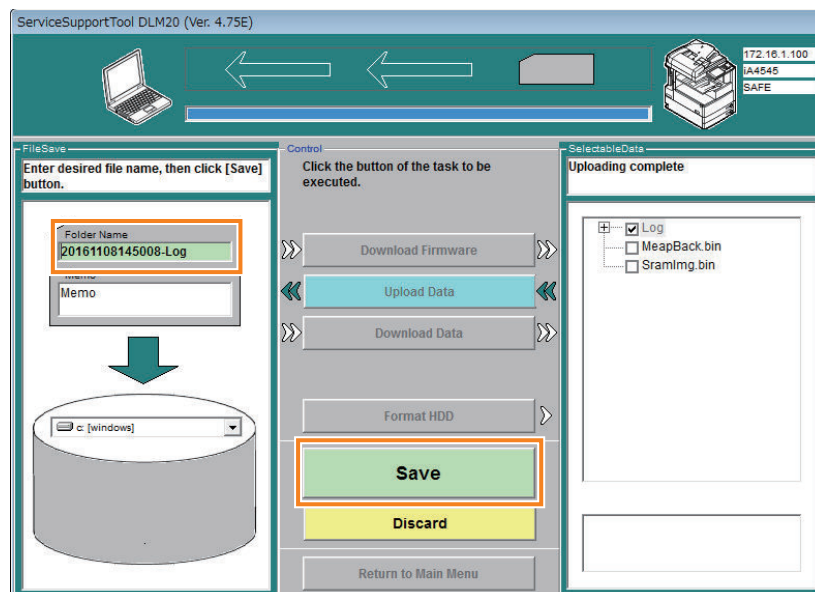 ServiceSupportTool DLM20 (Ver. 4.75E)
172.16.1.100
iA4545
SAFE
FileSave
Enter desired file name, then click [Save]
button.
Folder Name
20161108145008-Log
Memo
Memo
c: [windows]
Control
Click the button of the task to be
executed.
Download Firmware
Upload Data
Download Data
Format HDD
Save
Discard
Return to Main Menu
SelectableData
Uploading complete
Log
MeapBack.bin
SramImg.bin